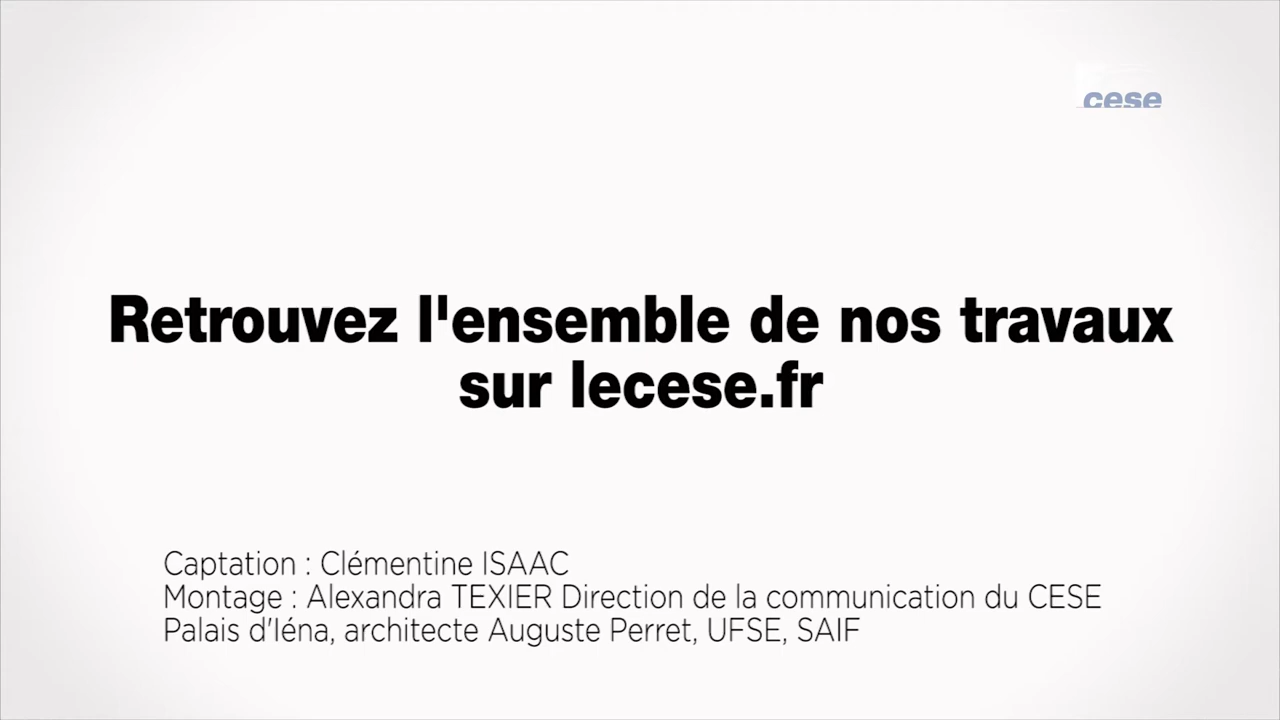 cese
Retrouvez l'ensemble de nos travaux
sur lecese.fr
Captation : Clémentine ISAAC
Montage : Alexandra TEXIER Direction de la communication du CESE
Palais d'Iéna, architecte Auguste Perret, UFSE, SAIF